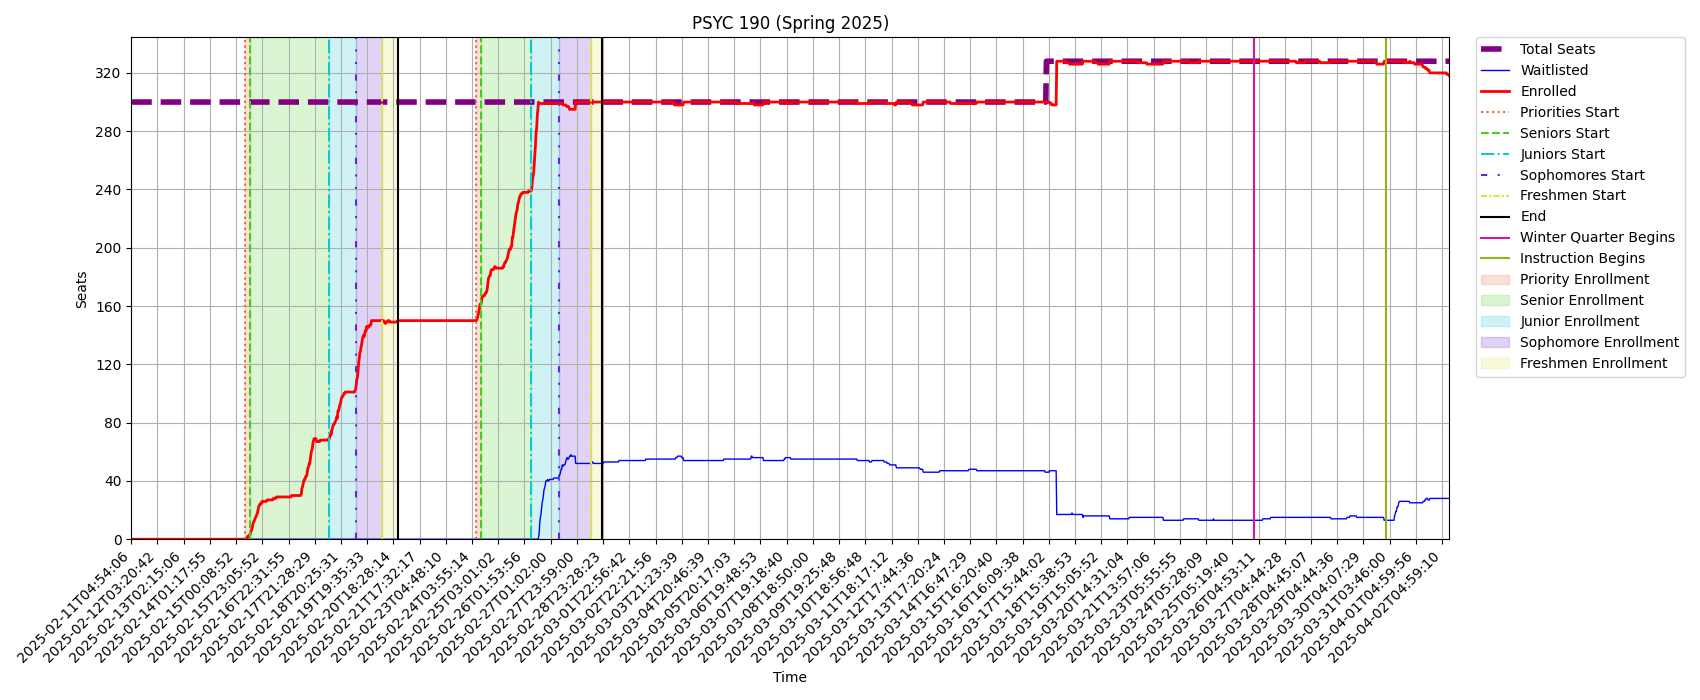 PSYC 190 (Spring 2025)
Seats
320
280
240
200
160
120
80
40
0
2025-02-11T04:54:06
2025-02-12T03:20:42
2025-02-13T02:15:06
2025-02-14T01:17:55
2025-02-15T00:08:52
2025-02-15T23:05:52
2025-02-16T22:31:55
2025-02-17T21:28:29
2025-02-18T20:25:31
2025-02-19T19:35:33
2025-02-20T18:28:14
2025-02-21T17:32:17
2025-02-23T04:48:10
2025-02-24T03:55:14
2025-02-25T03:01:02
2025-02-26T01:53:56
2025-02-27T01:02:00
2025-02-27T23:59:00
2025-02-28T23:28:23
2025-03-01T22:56:42
2025-03-02T22:21:56
2025-03-03T21:23:39
2025-03-04T20:46:39
2025-03-05T20:17:03
2025-03-06T19:48:53
2025-03-07T19:18:40
2025-03-08T18:50:00
2025-03-09T19:25:48
2025-03-10T18:56:48
2025-03-11T18:17:12
2025-03-12T17:44:36
2025-03-13T17:20:24
2025-03-14T16:47:29
2025-03-15T16:20:40
2025-03-16T16:09:38
2025-03-17T15:44:02
2025-03-18T15:38:53
2025-03-19T15:05:52
2025-03-20T14:31:04
2025-03-21T13:57:06
2025-03-23T05:55:55
2025-03-24T05:28:09
2025-03-25T05:19:40
2025-03-26T04:53:11
2025-03-27T04:44:28
2025-03-28T04:45:07
2025-03-29T04:44:36
2025-03-30T04:07:29
2025-03-31T03:46:00
2025-04-01T04:59:56
2025-04-02T04:59:10
Time
Total Seats
Waitlisted
Enrolled
Priorities Start
Seniors Start
Juniors Start
Sophomores Start
Freshmen Start
End
Winter Quarter Begins
Instruction Begins
Priority Enrollment
Senior Enrollment
Junior Enrollment
Sophomore Enrollment
Freshmen Enrollment